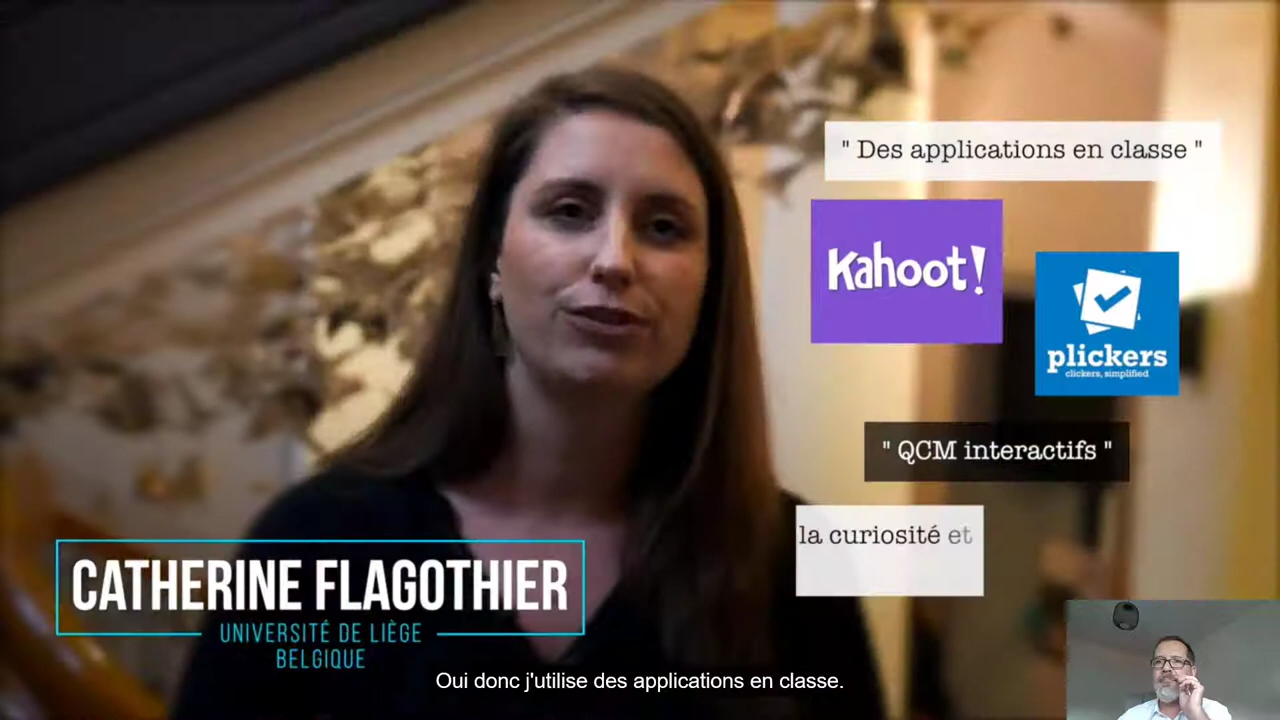 " Des applications en classe "
Kahoot!
plickers
clickers, simplified
" QCM interactifs "
la curiosité et
CATHERINE FLAGOTHIER
UNIVERSITÉ DE LIÈGE
BELGIQUE
Oui donc j'utilise des applications en classe.